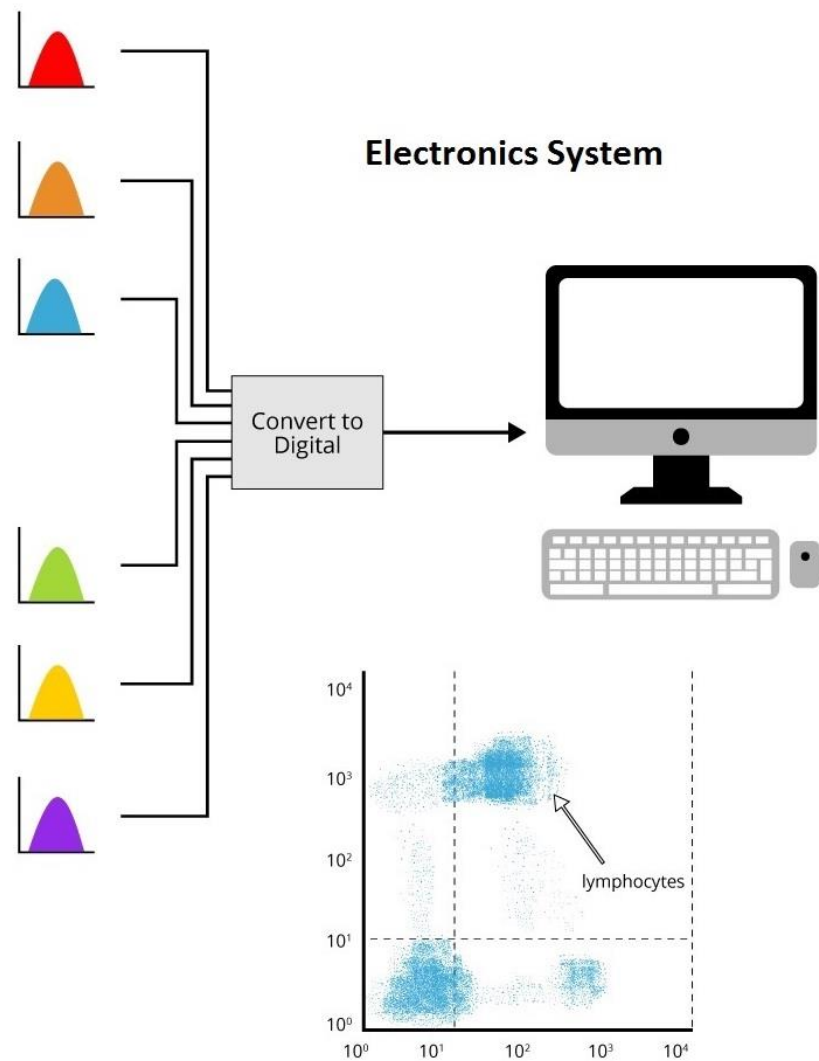 Electronics System
Convert to
Digital
10⁴
10³
10²
lymphocytes
10¹
10⁰
10⁰ 10¹ 10² 10³ 10⁴